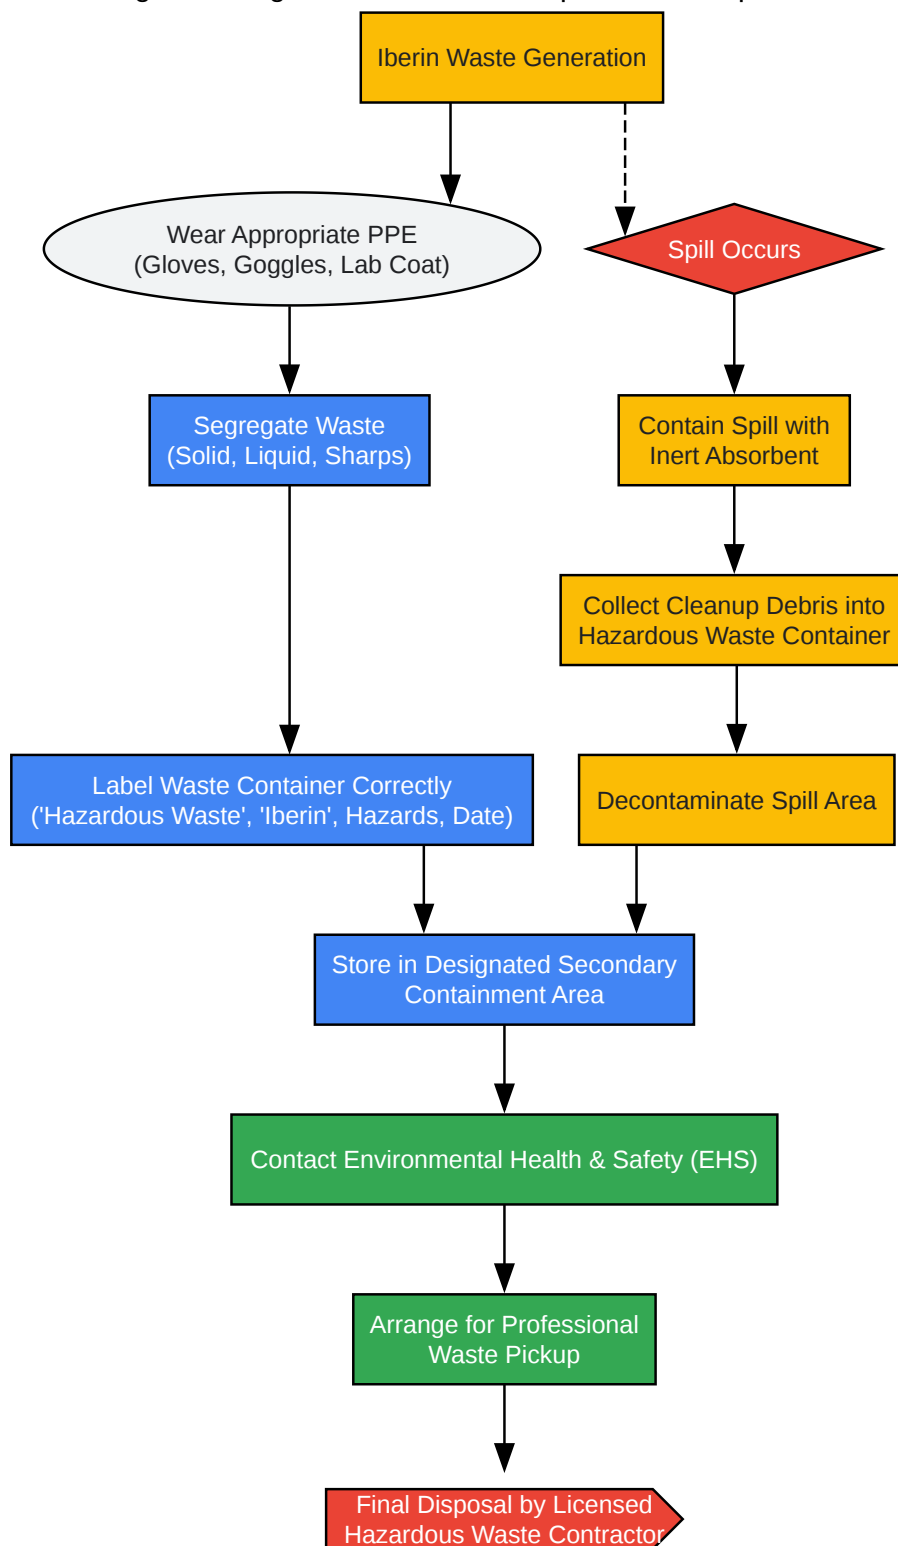 Iberin Waste Generation
Wear Appropriate PPE
(Gloves, Goggles, Lab Coat)
Spill Occurs
Segregate Waste
(Solid, Liquid, Sharps)
Contain Spill with
Inert Absorbent
Collect Cleanup Debris into
Hazardous Waste Container
Label Waste Container Correctly
('Hazardous Waste', 'Iberin', Hazards, Date)
Decontaminate Spill Area
Store in Designated Secondary
Containment Area
Contact Environmental Health & Safety (EHS)
Arrange for Professional
Waste Pickup
Final Disposal by Licensed
Hazardous Waste Contractor